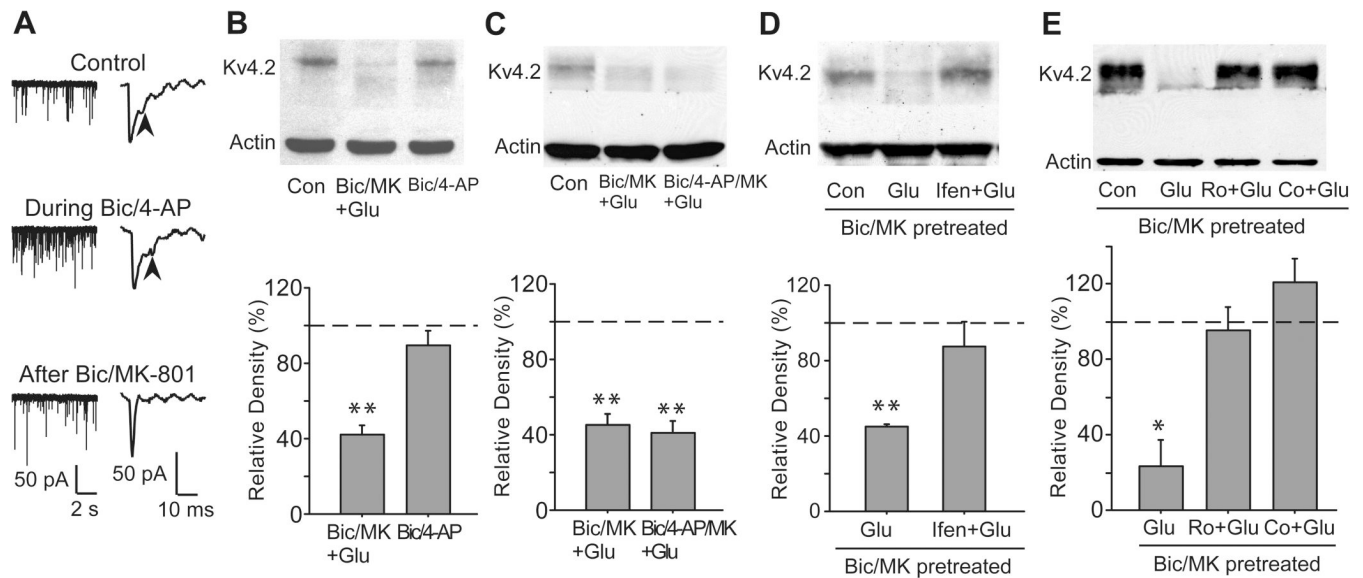 A
Control
During Bic/4-AP
After Bic/MK-801
50 pA
2 s
50 pA
10 ms
B
Kv4.2
Actin
Con Bic/MK Bic/4-AP
+Glu
Relative Density (%)
120
80
40
0
**
Bic/MK Bic/4-AP
+Glu
C
Kv4.2
Actin
Con Bic/MK Bic/4-AP/MK
+Glu +Glu
Relative Density (%)
120
80
40
0
** **
Bic/MK Bic/4-AP/MK
+Glu +Glu
D
Kv4.2
Actin
Con Glu Ifen+Glu
Bic/MK pretreated
Relative Density (%)
120
80
40
0
**
Glu Ifen+Glu
Bic/MK pretreated
E
Kv4.2
Actin
Con Glu Ro+Glu Co+Glu
Bic/MK pretreated
Relative Density (%)
120
80
40
0
*
Glu Ro+Glu Co+Glu
Bic/MK pretreated